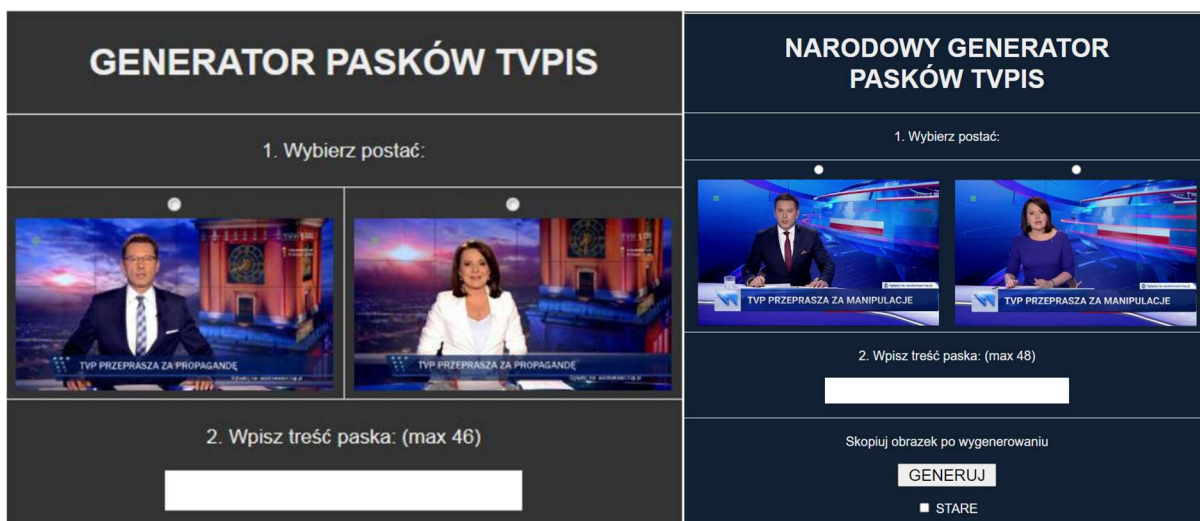 GENERATOR PASKÓW TVPIS
1. Wybierz postać:
TVP PRZEPRASZA ZA PROPAGANDĘ
TVP PRZEPRASZA ZA PROPAGANDĘ
2. Wpisz treść paska: (max 46)
NARODOWY GENERATOR
PASKÓW TVPIS
1. Wybierz postać:
TVP PRZEPRASZA ZA MANIPULACJE
TVP PRZEPRASZA ZA MANIPULACJE
2. Wpisz treść paska: (max 48)
Skopiuj obrazek po wygenerowaniu
GENERUJ
STARE